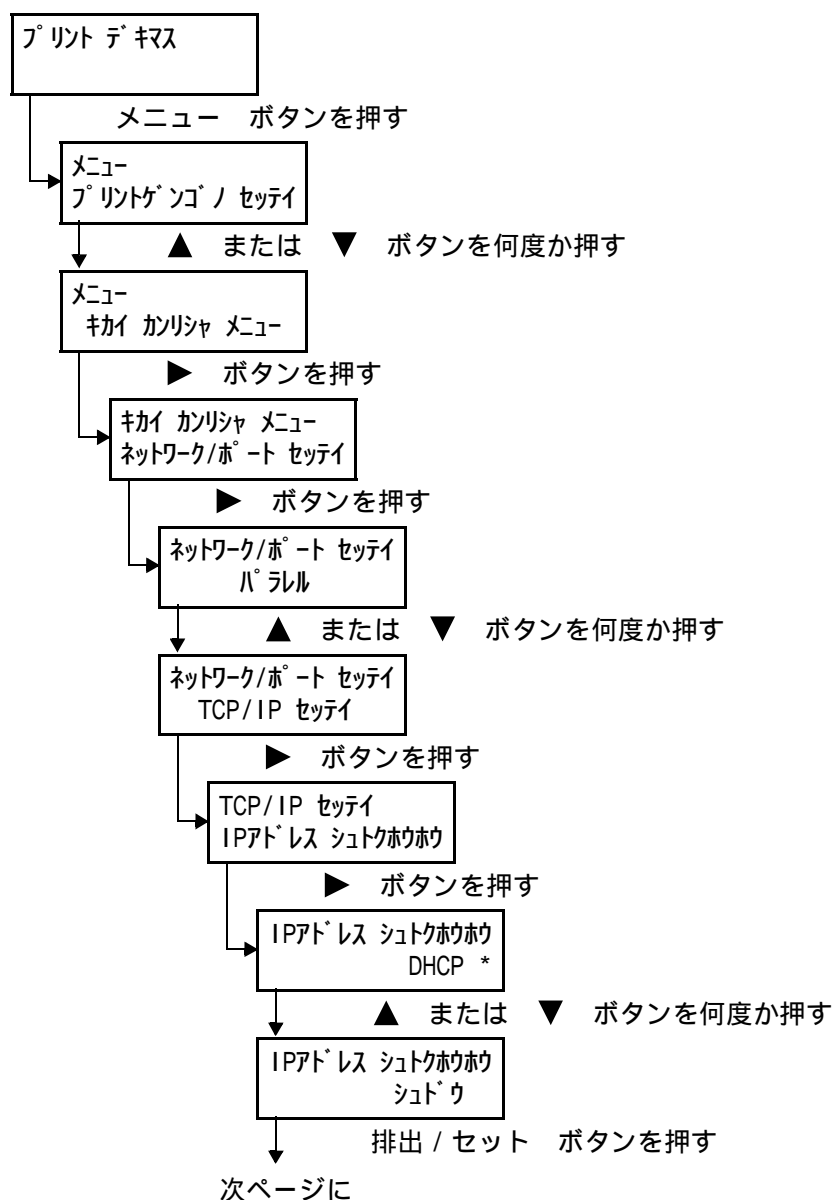 プリント デキマス
メニュー ボタンを押す
メニュー
プリントゲンゴノ セッテイ
▲ または ▼ ボタンを何度か押す
メニュー
キカイ カンリシャ メニュー
▶ ボタンを押す
キカイ カンリシャ メニュー
ネットワーク/ポート セッテイ
▶ ボタンを押す
ネットワーク/ポート セッテイ
パラレル
▲ または ▼ ボタンを何度か押す
ネットワーク/ポート セッテイ
TCP/IP セッテイ
▶ ボタンを押す
TCP/IP セッテイ
IPアドレス シュトクホウホウ
▶ ボタンを押す
IPアドレス シュトクホウホウ
DHCP *
▲ または ▼ ボタンを何度か押す
IPアドレス シュトクホウホウ
シュドウ
排出 / セット ボタンを押す
次ページに